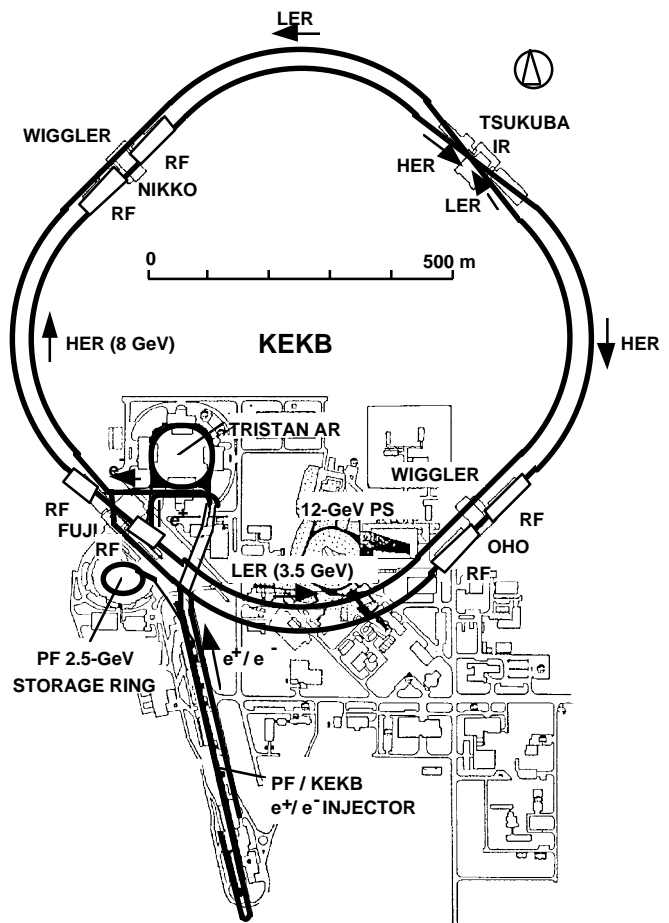 LER
WIGGLER
RF
NIKKO
RF
TSUKUBA
IR
HER
LER
0
500 m
HER (8 GeV)
KEKB
HER
TRISTAN AR
e-
WIGGLER
RF
FUJI
e+
12-GeV PS
RF
OHO
RF
LER (3.5 GeV)
RF
PF 2.5-GeV
STORAGE RING
e+/ e-
PF / KEKB
e+/ e- INJECTOR